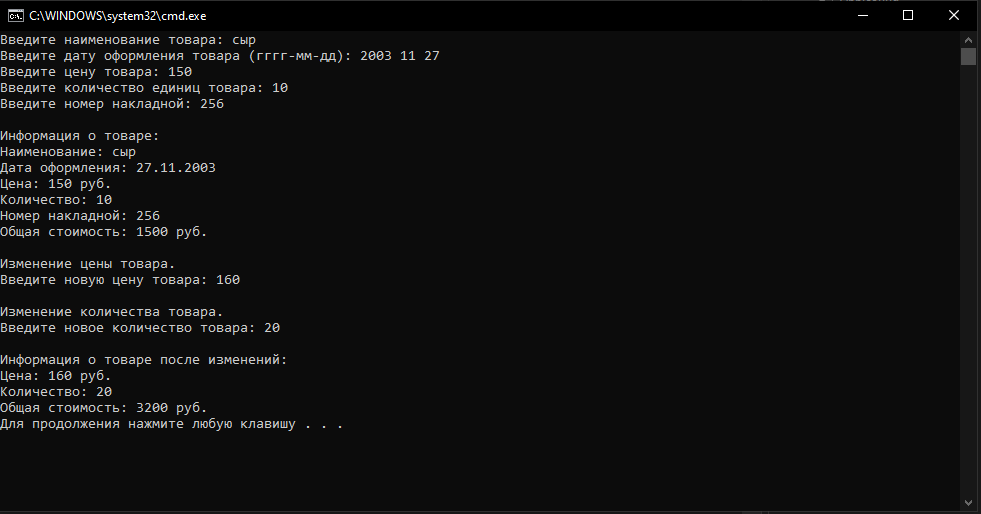 C:\WINDOWS\system32\cmd.exe
Введите наименование товара: сыр
Введите дату оформления товара (гггг-мм-дд): 2003 11 27
Введите цену товара: 150
Введите количество единиц товара: 10
Введите номер накладной: 256
Информация о товаре:
Наименование: сыр
Дата оформления: 27.11.2003
Цена: 150 руб.
Количество: 10
Номер накладной: 256
Общая стоимость: 1500 руб.
Изменение цены товара.
Введите новую цену товара: 160
Изменение количества товара.
Введите новое количество товара: 20
Информация о товаре после изменений:
Цена: 160 руб.
Количество: 20
Общая стоимость: 3200 руб.
Для продолжения нажмите любую клавишу . . .